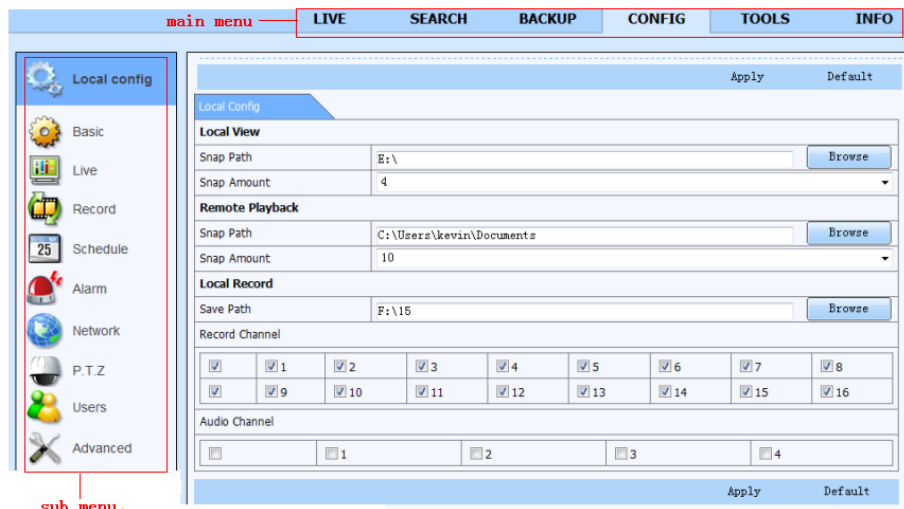 main menu
LIVE SEARCH BACKUP CONFIG TOOLS INFO
Local config
Basic
Live
Record
25
Schedule
Alarm
Network
P.T.Z
Users
Advanced
sub menu.
Apply Default
Local Config
Local View
Snap Path E:\ Browse
Snap Amount 4
Remote Playback
Snap Path C:\Users\kevin\Documents Browse
Snap Amount 10
Local Record
Save Path F:\15 Browse
Record Channel
1 2 3 4 5 6 7 8
9 10 11 12 13 14 15 16
Audio Channel
1 2 3 4
Apply Default